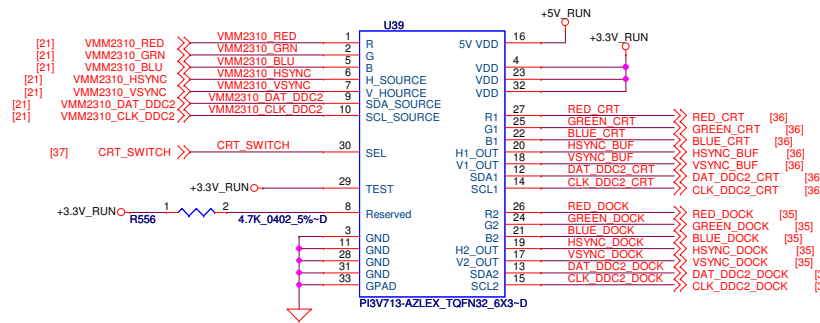 U39
+5V_RUN
+3.3V_RUN
[21] VMM2310_RED VMM2310_RED 1 R 5V VDD 16
[21] VMM2310_GRN VMM2310_GRN 2 G
[21] VMM2310_BLU VMM2310_BLU 5 B VDD 4
[21] VMM2310_HSYNC VMM2310_HSYNC 6 H_SOURCE VDD 23
[21] VMM2310_VSYNC VMM2310_VSYNC 7 V_HOURCE VDD 32
[21] VMM2310_DAT_DDC2 VMM2310_DAT_DDC2 9 SDA_SOURCE
[21] VMM2310_CLK_DDC2 VMM2310_CLK_DDC2 10 SCL_SOURCE
R1 27 RED_CRT RED_CRT [36]
G1 25 GREEN_CRT GREEN_CRT [36]
B1 22 BLUE_CRT BLUE_CRT [36]
[37] CRT_SWITCH CRT_SWITCH 30 SEL H1_OUT 20 HSYNC_BUF HSYNC_BUF [36]
V1_OUT 18 VSYNC_BUF VSYNC_BUF [36]
SDA1 12 DAT_DDC2_CRT DAT_DDC2_CRT [36
+3.3V_RUN 29 TEST SCL1 14 CLK_DDC2_CRT CLK_DDC2_CRT [36
+3.3V_RUN R556 1 2 4.7K_0402_5%~D 8 Reserved R2 26 RED_DOCK RED_DOCK [35]
G2 24 GREEN_DOCK GREEN_DOCK [35]
3 GND B2 21 BLUE_DOCK BLUE_DOCK [35]
11 GND H2_OUT 19 HSYNC_DOCK HSYNC_DOCK [35]
28 GND V2_OUT 17 VSYNC_DOCK VSYNC_DOCK [35]
31 GND SDA2 13 DAT_DDC2_DOCK DAT_DDC2_DOCK
33 GPAD SCL2 15 CLK_DDC2_DOCK CLK_DDC2_DOCK
PI3V713-AZLEX_TQFN32_6X3~D